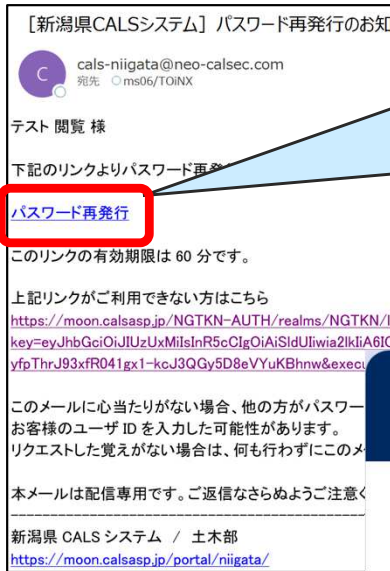 [新潟県CALSシステム] パスワード再発行のお知
C
cals-niigata@neo-calsec.com
宛先 ms06/TOiNX
テスト 閲覧 様
下記のリンクよりパスワード再発
パスワード再発行
このリンクの有効期限は 60 分です。
上記リンクがご利用できない方はこちら
https://moon.calsasp.jp/NGTKN-AUTH/realms/NGTKN/l
key=eyJhbGciOiJIUzUxMiIsInR5cCIgOiAiSldUIiwia2lkIiA6IC
yfpThrJ93xfR041gx1-kcJ3QGy5D8eVYuKBhnw&execu
このメールに心当たりがない場合、他の方がパスワー
お客様のユーザ ID を入力した可能性があります。
リクエストした覚えがない場合は、何も行わずにこのメ
本メールは配信専用です。ご返信なさらぬようご注意く
新潟県 CALS システム / 土木部
https://moon.calsasp.jp/portal/niigata/